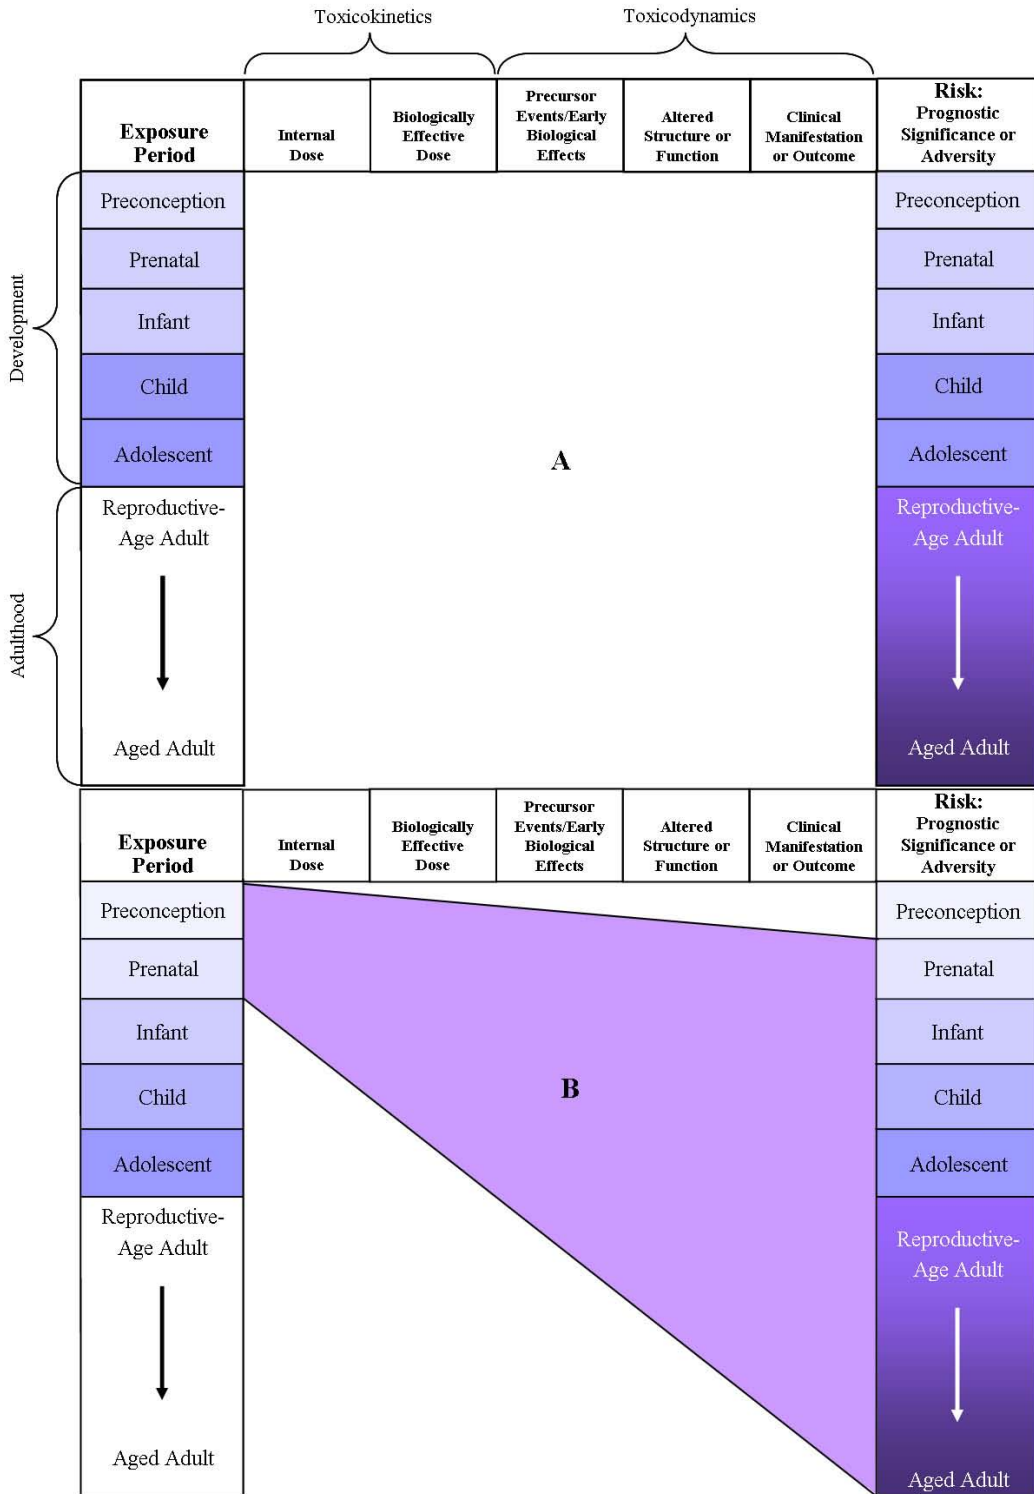 Toxicokinetics
Toxicodynamics
Exposure
Period
Internal
Dose
Biologically
Effective
Dose
Precursor
Events/Early
Biological
Effects
Altered
Structure or
Function
Clinical
Manifestation
or Outcome
Risk:
Prognostic
Significance or
Adversity
Development
Preconception
Preconception
Prenatal
Prenatal
Infant
Infant
Child
Child
Adolescent
Adolescent
A
Adulthood
Reproductive-
Age Adult
Reproductive-
Age Adult
Aged Adult
Aged Adult
Exposure
Period
Internal
Dose
Biologically
Effective
Dose
Precursor
Events/Early
Biological
Effects
Altered
Structure or
Function
Clinical
Manifestation
or Outcome
Risk:
Prognostic
Significance or
Adversity
Preconception
Preconception
Prenatal
Prenatal
Infant
Infant
Child
Child
B
Adolescent
Adolescent
Reproductive-
Age Adult
Reproductive-
Age Adult
Aged Adult
Aged Adult